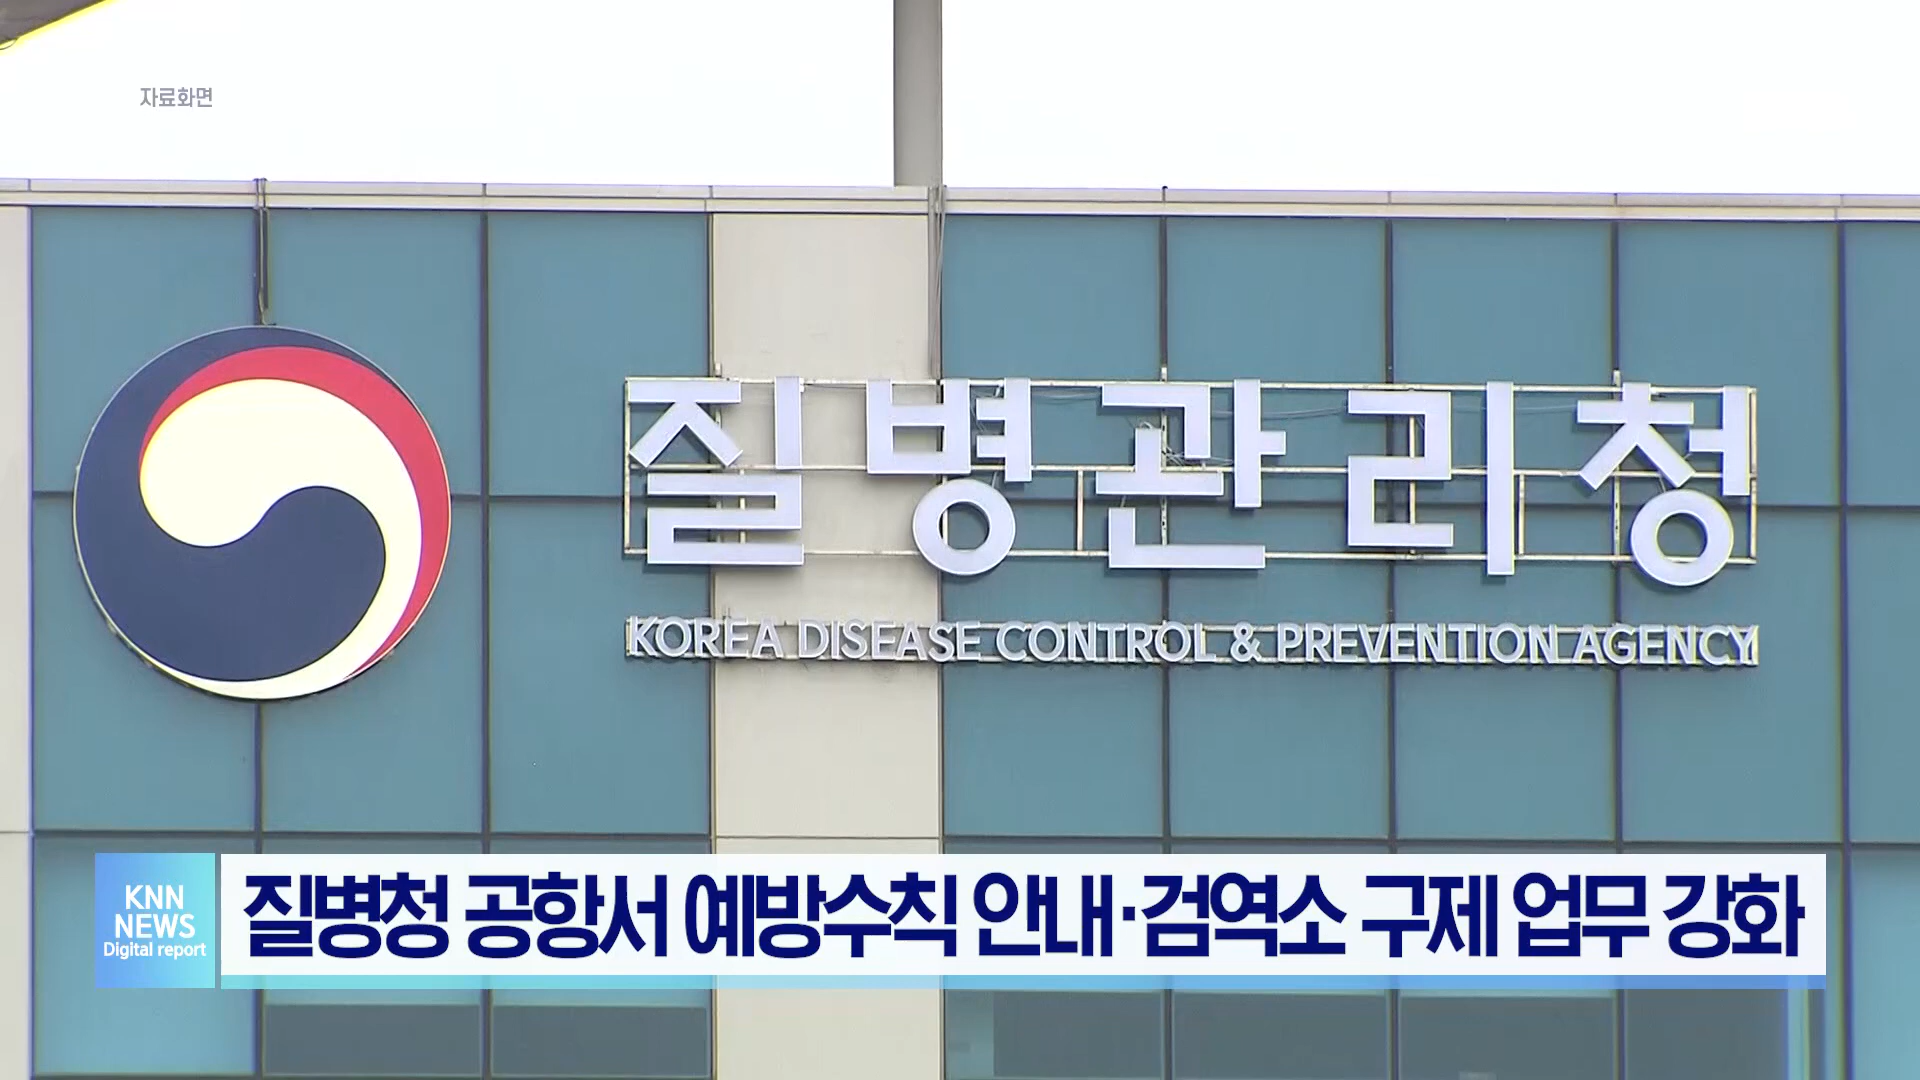 자료화면
질병관리청
KOREA DISEASE CONTROL & PREVENTION AGENCY
KNN
NEWS
Digital report
질병청 공항서 예방수칙 안내·검역소 구제 업무 강화